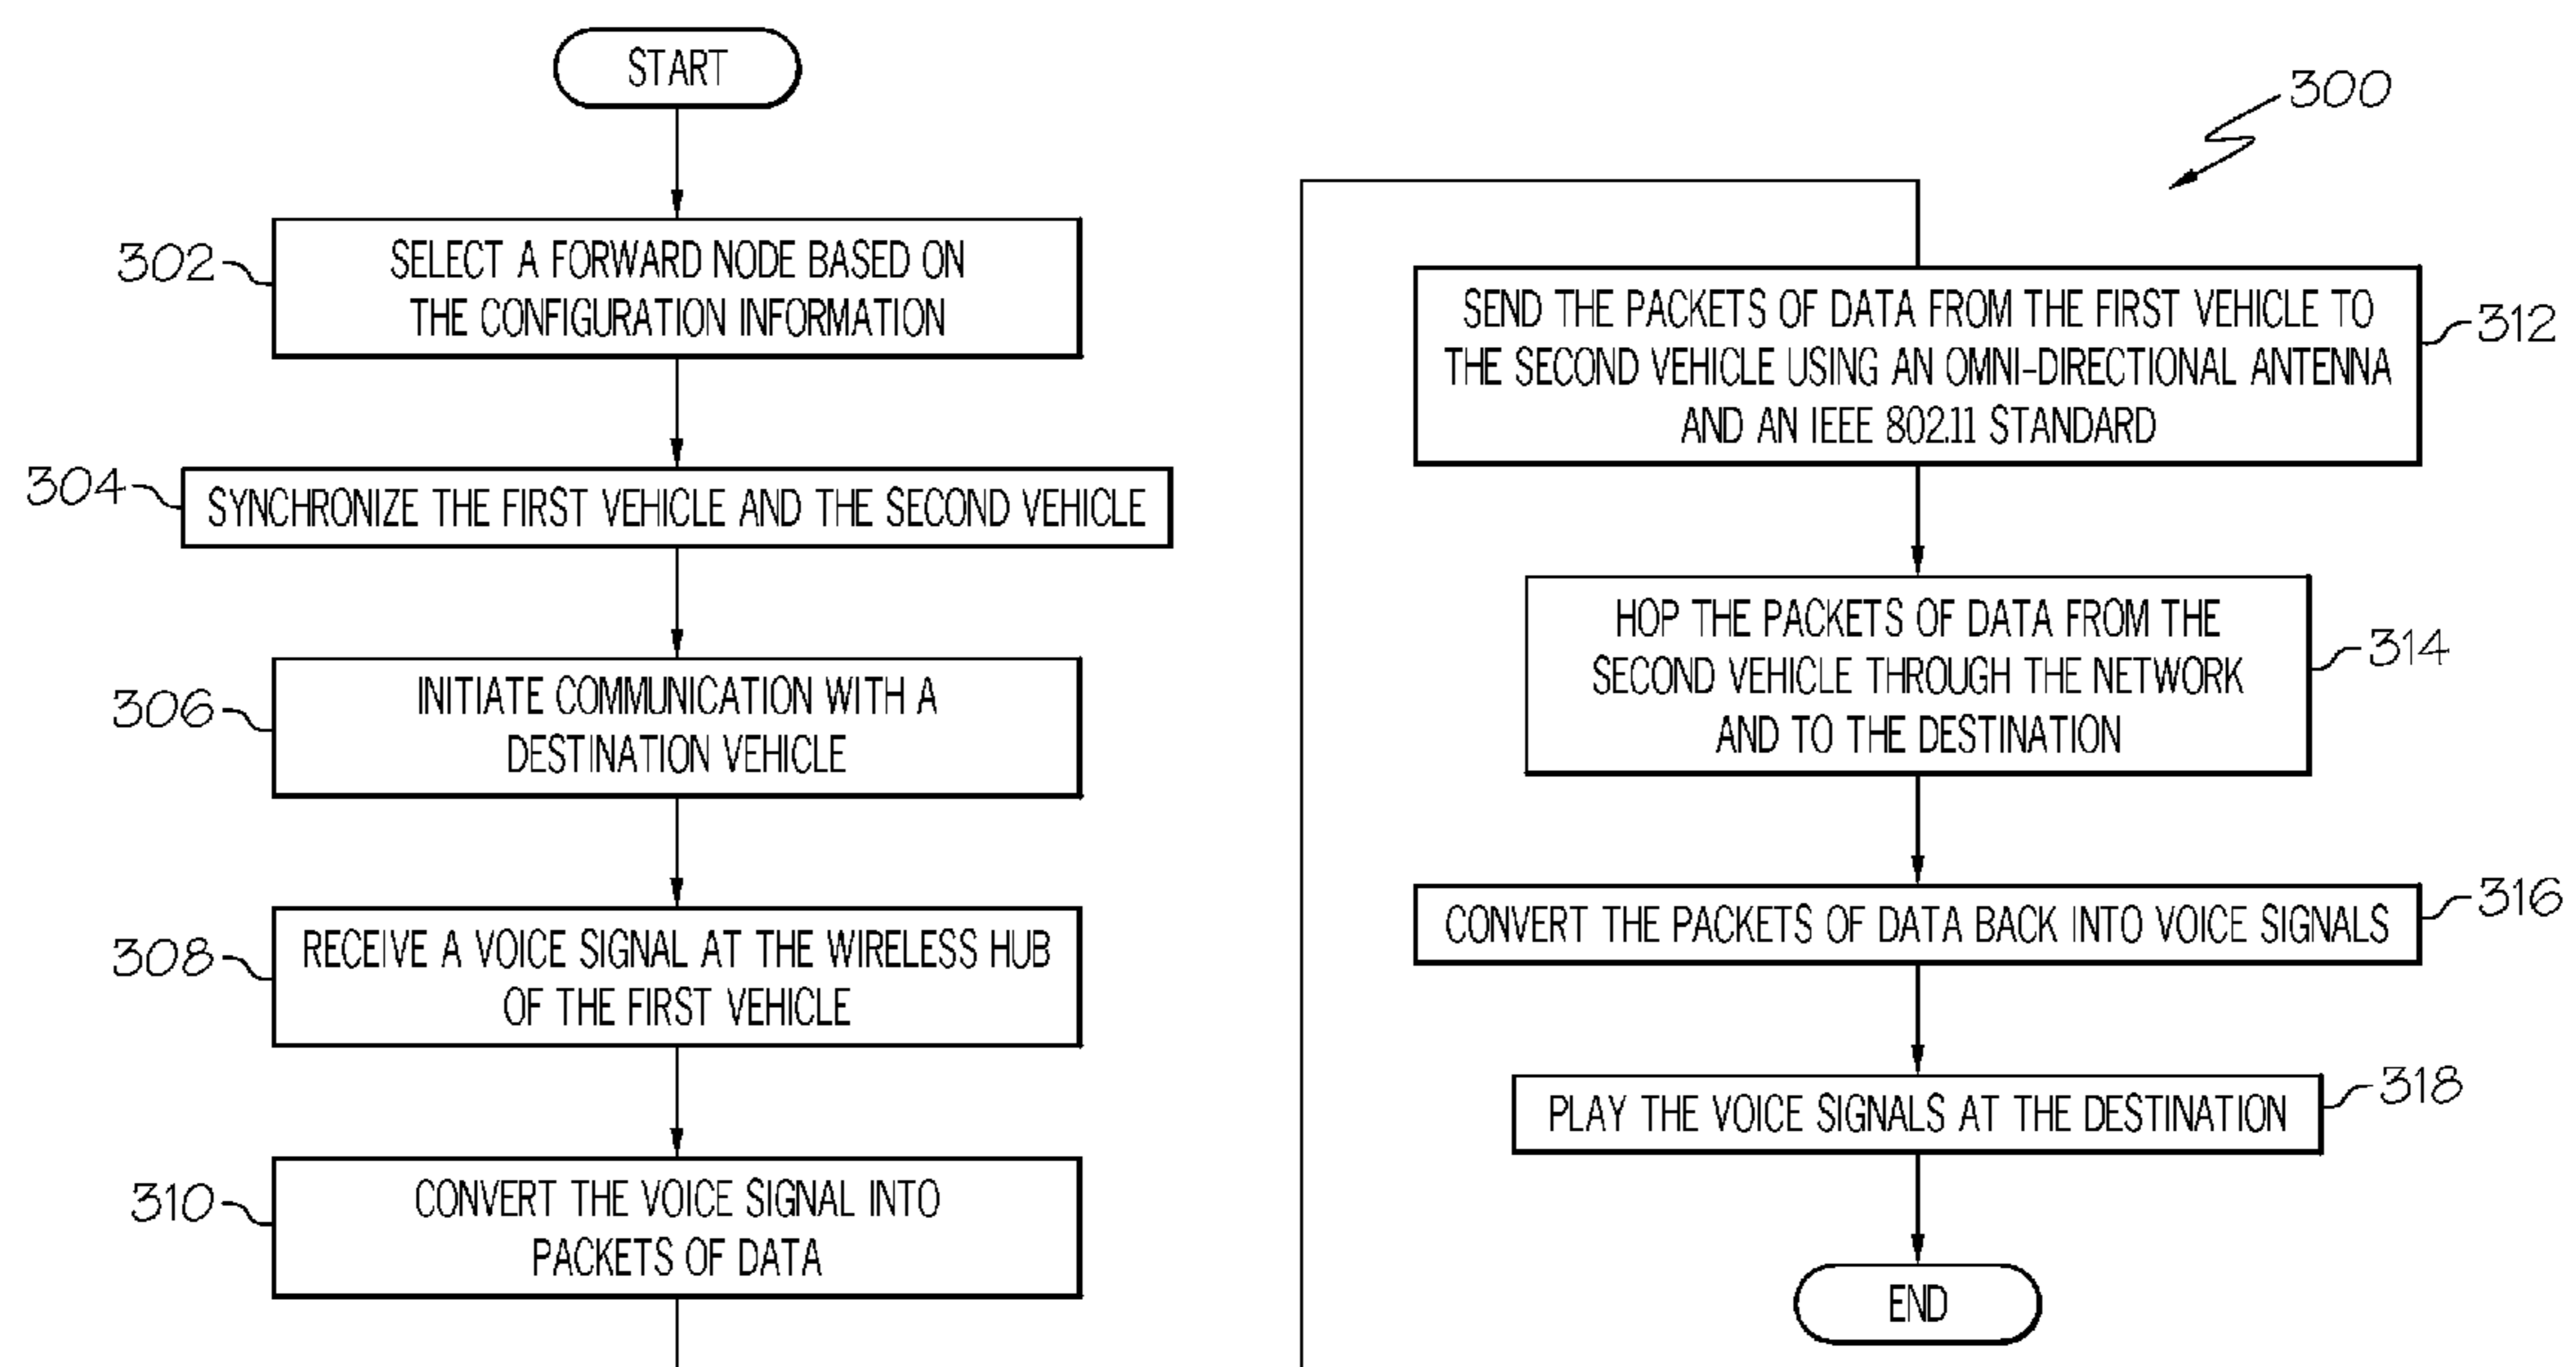 START
302
SELECT A FORWARD NODE BASED ON
THE CONFIGURATION INFORMATION
304
SYNCHRONIZE THE FIRST VEHICLE AND THE SECOND VEHICLE
306
INITIATE COMMUNICATION WITH A
DESTINATION VEHICLE
308
RECEIVE A VOICE SIGNAL AT THE WIRELESS HUB
OF THE FIRST VEHICLE
310
CONVERT THE VOICE SIGNAL INTO
PACKETS OF DATA
300
SEND THE PACKETS OF DATA FROM THE FIRST VEHICLE TO
THE SECOND VEHICLE USING AN OMNI-DIRECTIONAL ANTENNA
AND AN IEEE 802.11 STANDARD
312
HOP THE PACKETS OF DATA FROM THE
SECOND VEHICLE THROUGH THE NETWORK
AND TO THE DESTINATION
314
CONVERT THE PACKETS OF DATA BACK INTO VOICE SIGNALS
316
PLAY THE VOICE SIGNALS AT THE DESTINATION
318
END